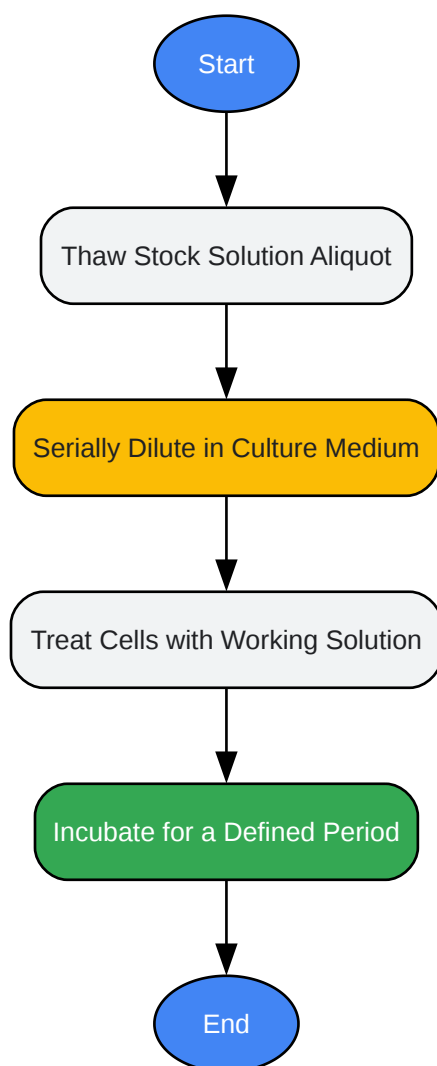 Start
Thaw Stock Solution Aliquot
Serially Dilute in Culture Medium
Treat Cells with Working Solution
Incubate for a Defined Period
End